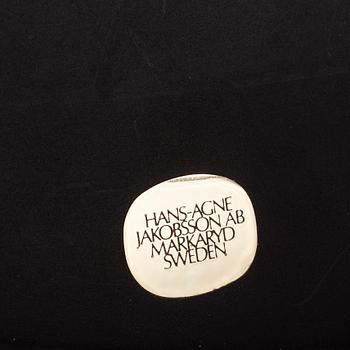 HANS-AGNE
JAKOBSSON AB
MARKARYD
SWEDEN